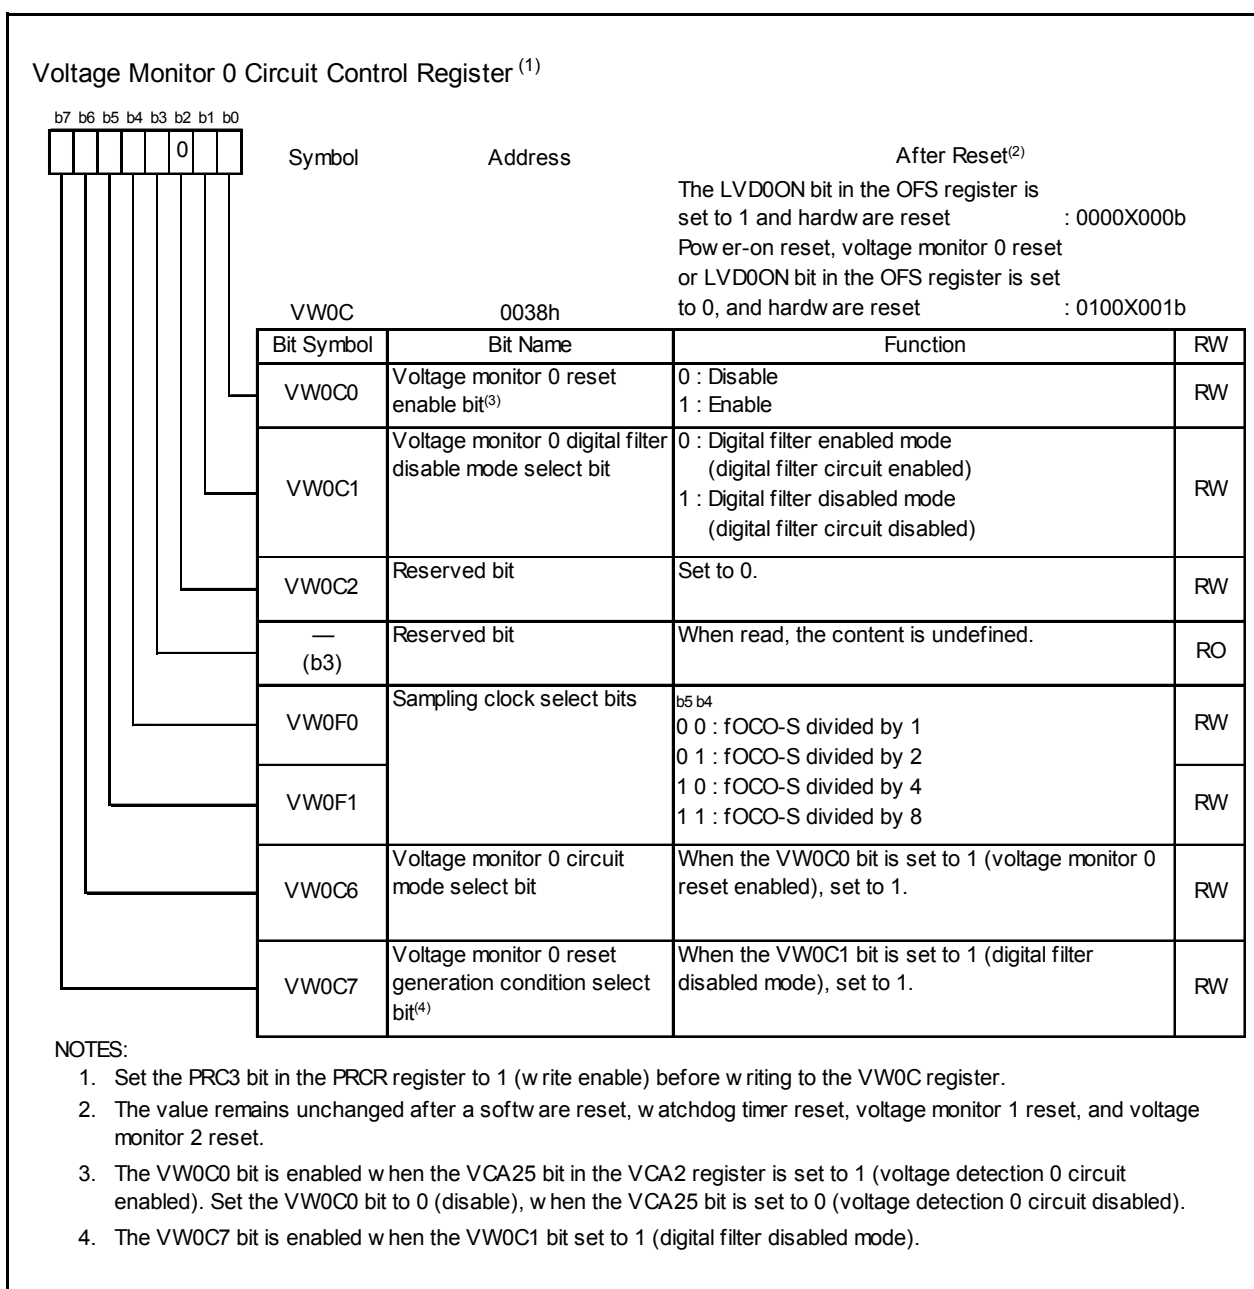 Voltage Monitor 0 Circuit Control Register (1)
b7 b6 b5 b4 b3 b2 b1 b0
0
Symbol Address After Reset(2)
The LVD0ON bit in the OFS register is
set to 1 and hardware reset : 0000X000b
Power-on reset, voltage monitor 0 reset
or LVD0ON bit in the OFS register is set
VW0C 0038h to 0, and hardware reset : 0100X001b
Bit Symbol Bit Name Function RW
VW0C0 Voltage monitor 0 reset
enable bit(3) 0 : Disable
1 : Enable RW
VW0C1 Voltage monitor 0 digital filter
disable mode select bit 0 : Digital filter enabled mode
(digital filter circuit enabled)
1 : Digital filter disabled mode
(digital filter circuit disabled) RW
VW0C2 Reserved bit Set to 0. RW
—
(b3) Reserved bit When read, the content is undefined. RO
VW0F0 Sampling clock select bits b5 b4
0 0 : fOCO-S divided by 1
0 1 : fOCO-S divided by 2 RW
VW0F1 1 0 : fOCO-S divided by 4
1 1 : fOCO-S divided by 8 RW
VW0C6 Voltage monitor 0 circuit
mode select bit When the VW0C0 bit is set to 1 (voltage monitor 0
reset enabled), set to 1. RW
VW0C7 Voltage monitor 0 reset
generation condition select
bit(4) When the VW0C1 bit is set to 1 (digital filter
disabled mode), set to 1. RW
NOTES:
1. Set the PRC3 bit in the PRCR register to 1 (write enable) before writing to the VW0C register.
2. The value remains unchanged after a software reset, watchdog timer reset, voltage monitor 1 reset, and voltage
monitor 2 reset.
3. The VW0C0 bit is enabled when the VCA25 bit in the VCA2 register is set to 1 (voltage detection 0 circuit
enabled). Set the VW0C0 bit to 0 (disable), when the VCA25 bit is set to 0 (voltage detection 0 circuit disabled).
4. The VW0C7 bit is enabled when the VW0C1 bit set to 1 (digital filter disabled mode).